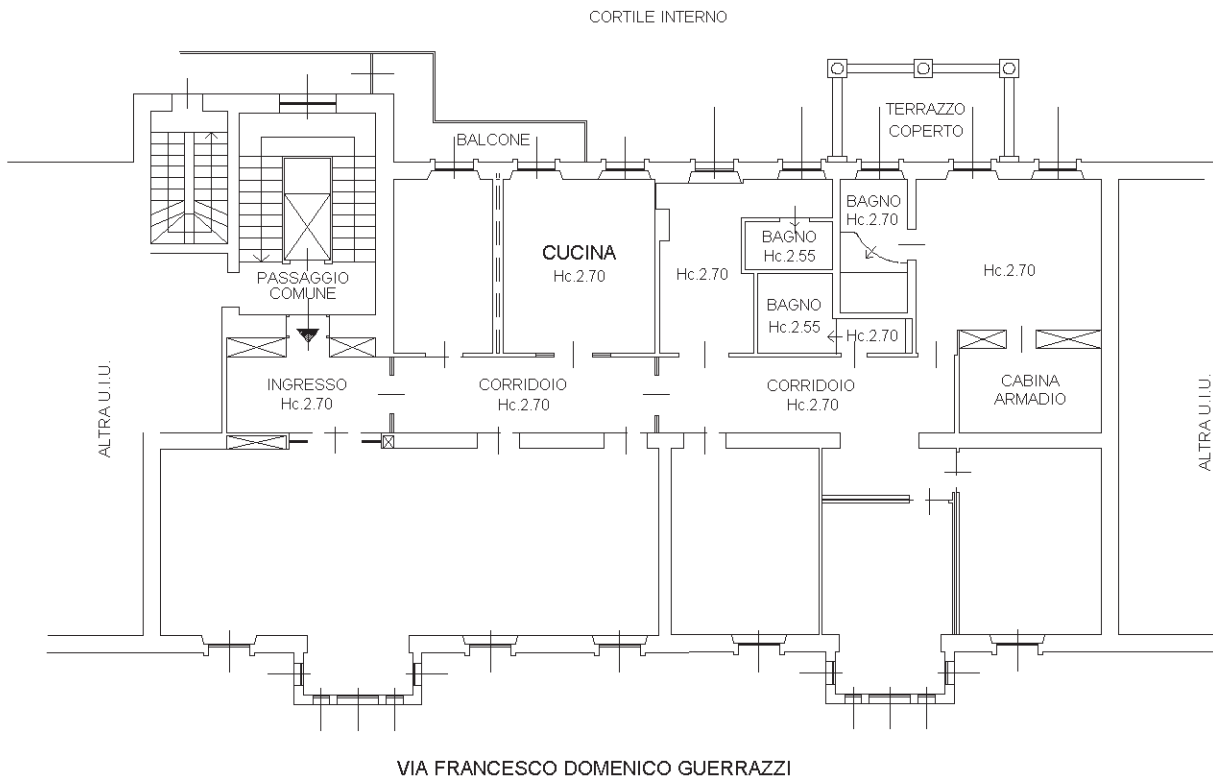 CORTILE INTERNO
TERRAZZO
COPERTO
BALCONE
BAGNO
Hc.2.70
BAGNO
Hc.2.55
CUCINA
Hc.2.70
Hc.2.70
Hc.2.70
PASSAGGIO
COMUNE
BAGNO
Hc.2.55
Hc.2.70
INGRESSO
Hc.2.70
CORRIDOIO
Hc.2.70
CORRIDOIO
Hc.2.70
CABINA
ARMADIO
ALTRA U.I.U.
ALTRA U.I.U.
VIA FRANCESCO DOMENICO GUERRAZZI